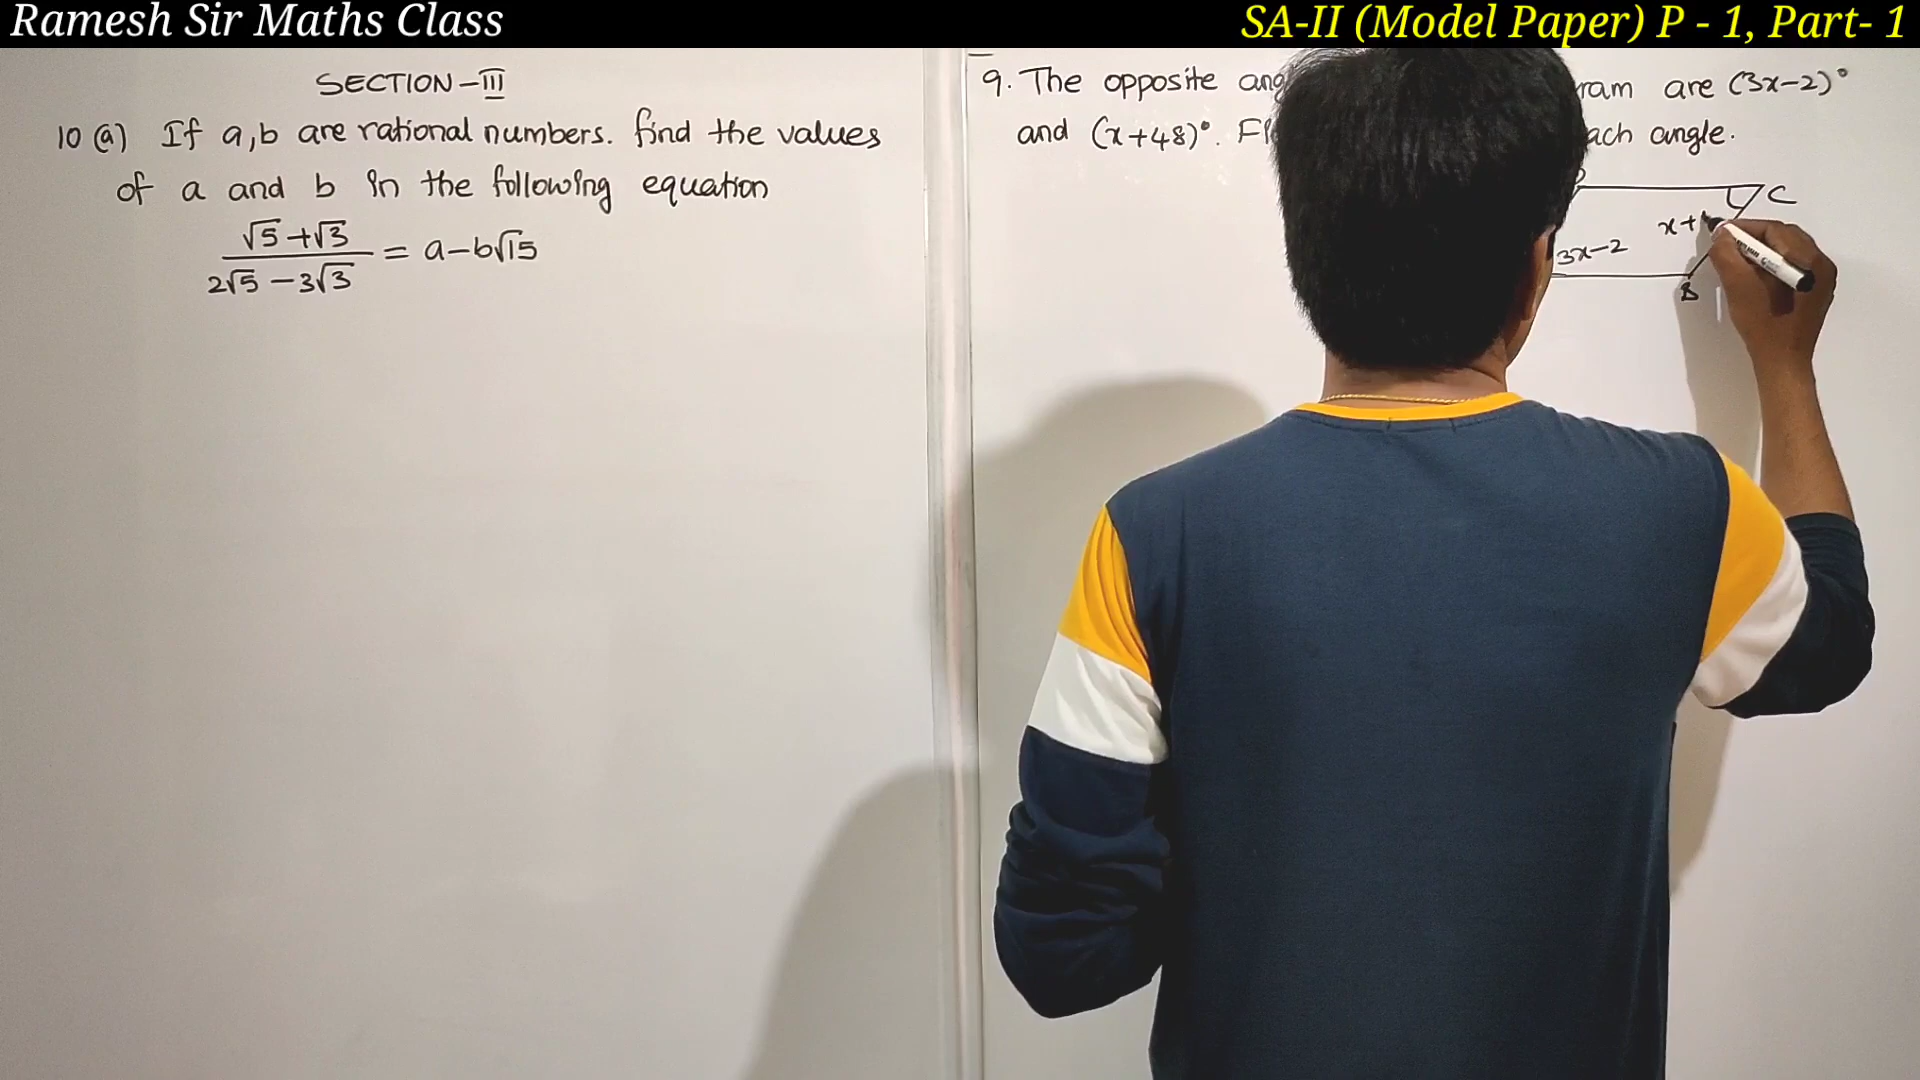 Ramesh Sir Maths Class
SA-II (Model Paper) P - 1, Part- 1
SECTION - III
10 (a) If a, b are rational numbers. find the values
of a and b in the following equation
√5 + √3 / 2√5 - 3√3 = a - b√15
9. The opposite ang ram are (3x-2)°
and (x+48)°. ach angle.
C
x+
3x-2
B